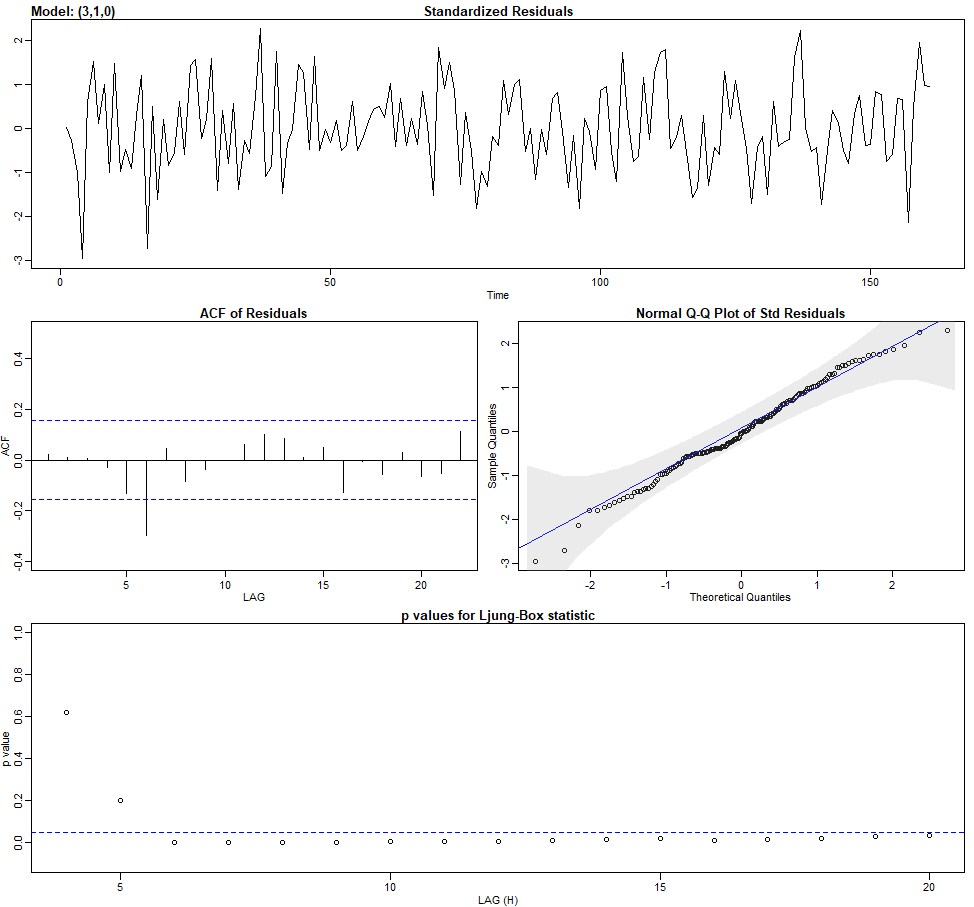 Model: (3,1,0) Standardized Residuals
2
1
0
-1
-2
-3
0 50 100 150
Time
ACF of Residuals
0.4
0.2
0.0
-0.2
-0.4
ACF
5 10 15 20
LAG
Normal Q-Q Plot of Std Residuals
2
1
0
-1
-2
-3
Sample Quantiles
-2 -1 0 1 2
Theoretical Quantiles
p values for Ljung-Box statistic
1.0
0.8
0.6
0.4
0.2
0.0
p value
5 10 15 20
LAG (H)